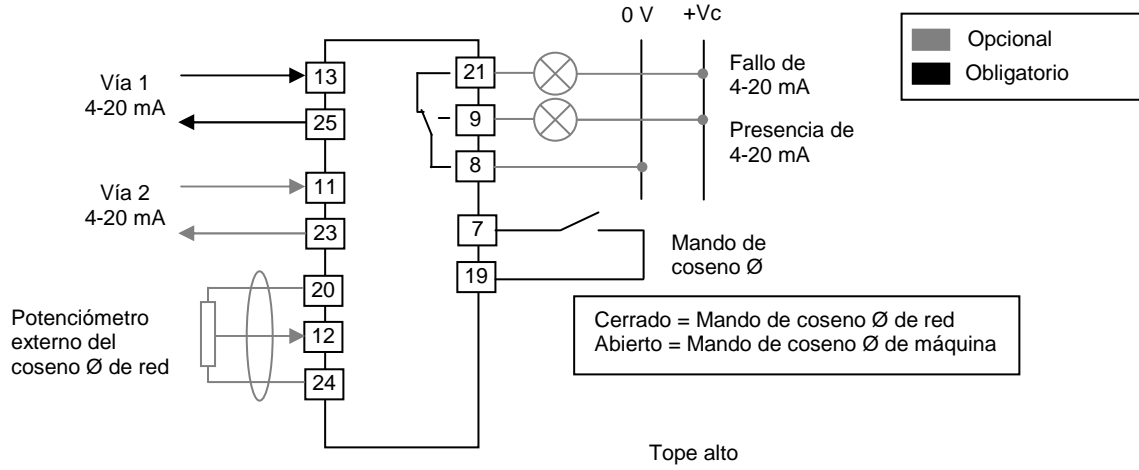 0 V
+Vc
Opcional
Obligatorio
Vía 1
4-20 mA
13
25
21
9
8
Fallo de
4-20 mA
Presencia de
4-20 mA
Vía 2
4-20 mA
11
23
7
19
Mando de
coseno Ø
Potenciómetro
externo del
coseno Ø de red
20
12
24
Cerrado = Mando de coseno Ø de red
Abierto = Mando de coseno Ø de máquina
Tope alto